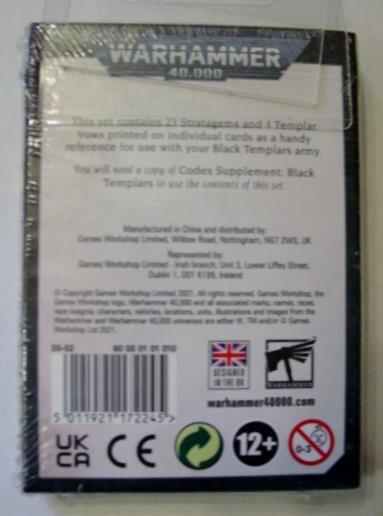 WARHAMMER
40,000
This set contains 23 Stratagems and 4 Templar
Vows printed on individual cards as a handy
reference for use with your Black Templars army.
You will need a copy of Codex Supplement: Black
Templars to use the contents of this set.
Manufactured in China and distributed by:
Games Workshop Limited, Willow Road, Nottingham, NG7 2WS, UK
Represented by:
Games Workshop Limited - Irish branch, Unit 3, Lower Liffey Street,
Dublin 1, D01 K199, Ireland
© Copyright Games Workshop Limited 2021. All rights reserved. Games Workshop, the
Games Workshop logo, Warhammer 40,000 and all associated marks, names, races,
race insignia, characters, vehicles, locations, units, illustrations and images from the
Warhammer and Warhammer 40,000 universes are either ®, TM and/or © Games
Workshop Ltd 2021.
55-52 60 05 01 01 010
5 011921 172245 >
DESIGNED
IN THE UK
WARHAMMER
warhammer40000.com
UK
CA
CE
12+
0-3